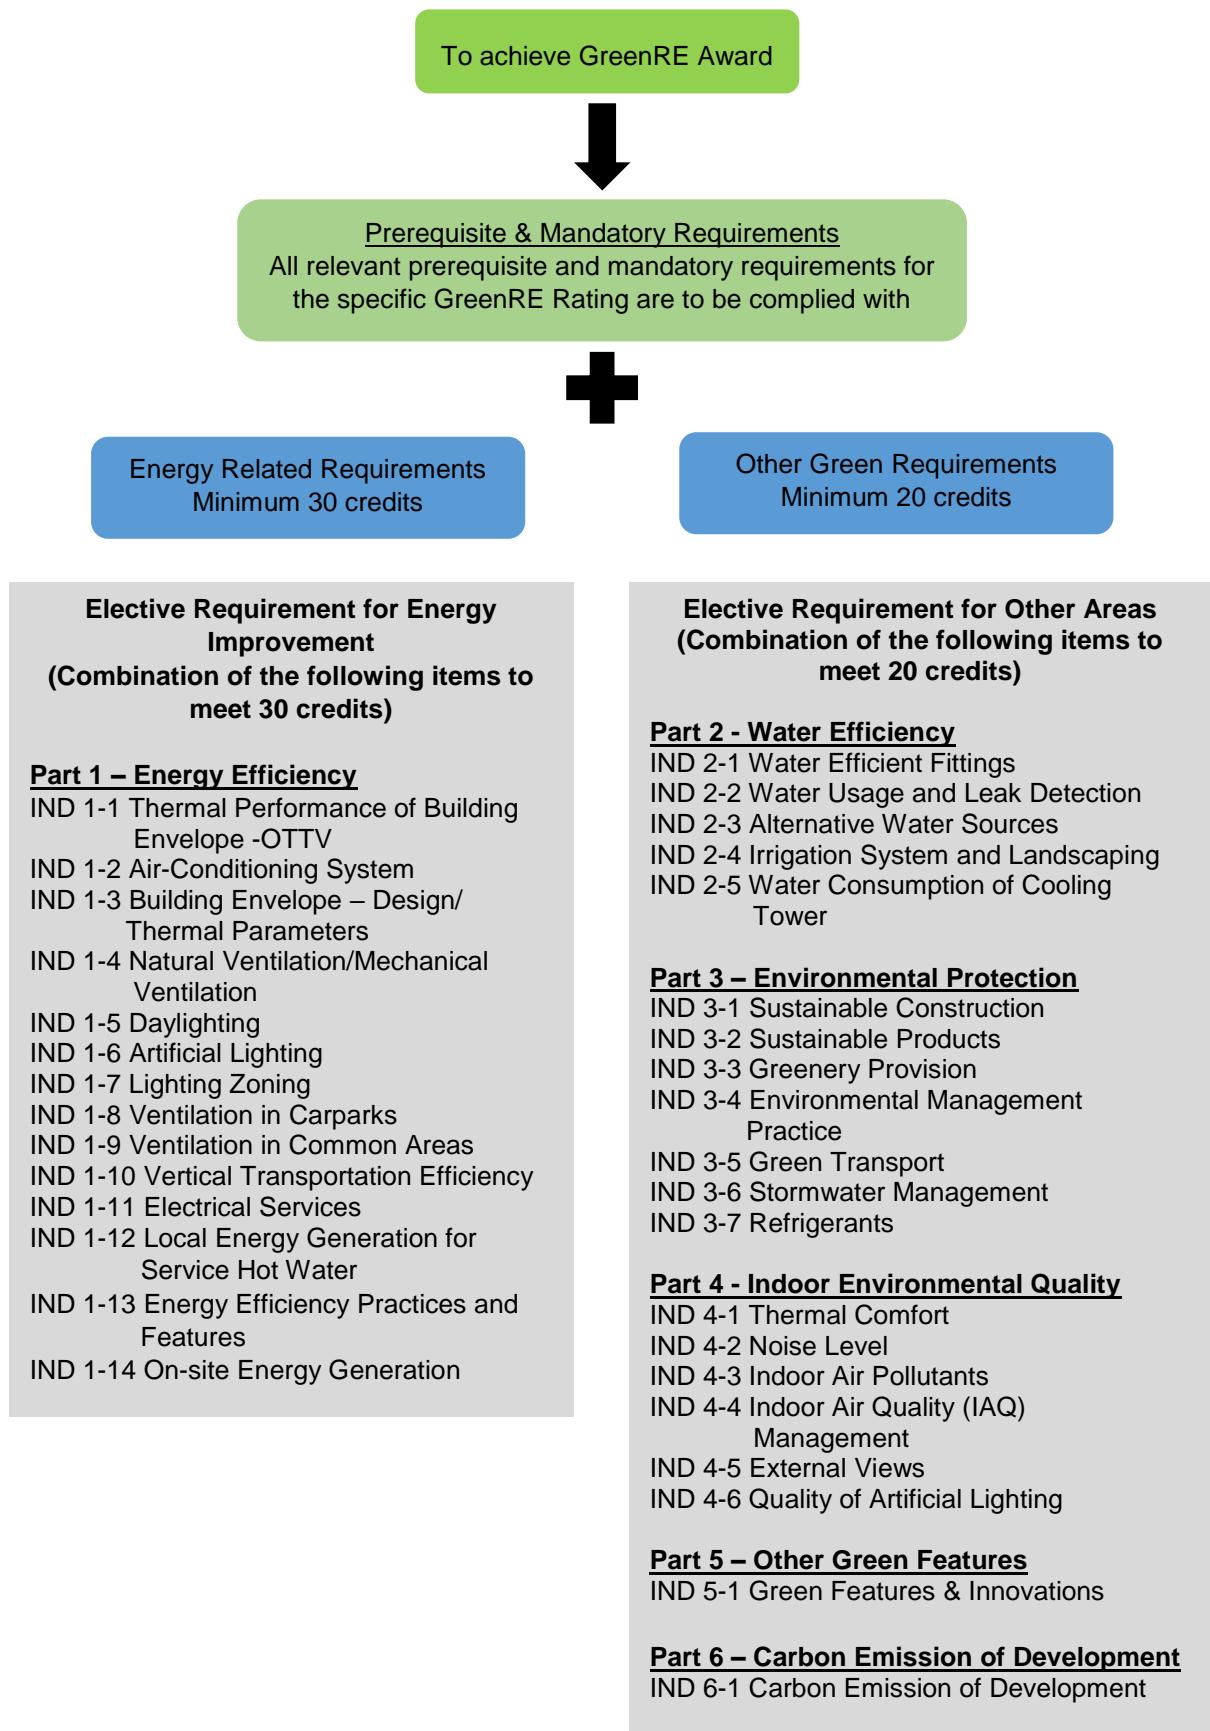 To achieve GreenRE Award
Prerequisite & Mandatory Requirements
All relevant prerequisite and mandatory requirements for
the specific GreenRE Rating are to be complied with
Energy Related Requirements
Minimum 30 credits
Other Green Requirements
Minimum 20 credits
Elective Requirement for Energy
Improvement
(Combination of the following items to
meet 30 credits)
Part 1 – Energy Efficiency
IND 1-1 Thermal Performance of Building
Envelope -OTTV
IND 1-2 Air-Conditioning System
IND 1-3 Building Envelope – Design/
Thermal Parameters
IND 1-4 Natural Ventilation/Mechanical
Ventilation
IND 1-5 Daylighting
IND 1-6 Artificial Lighting
IND 1-7 Lighting Zoning
IND 1-8 Ventilation in Carparks
IND 1-9 Ventilation in Common Areas
IND 1-10 Vertical Transportation Efficiency
IND 1-11 Electrical Services
IND 1-12 Local Energy Generation for
Service Hot Water
IND 1-13 Energy Efficiency Practices and
Features
IND 1-14 On-site Energy Generation
Elective Requirement for Other Areas
(Combination of the following items to
meet 20 credits)
Part 2 - Water Efficiency
IND 2-1 Water Efficient Fittings
IND 2-2 Water Usage and Leak Detection
IND 2-3 Alternative Water Sources
IND 2-4 Irrigation System and Landscaping
IND 2-5 Water Consumption of Cooling
Tower
Part 3 – Environmental Protection
IND 3-1 Sustainable Construction
IND 3-2 Sustainable Products
IND 3-3 Greenery Provision
IND 3-4 Environmental Management
Practice
IND 3-5 Green Transport
IND 3-6 Stormwater Management
IND 3-7 Refrigerants
Part 4 - Indoor Environmental Quality
IND 4-1 Thermal Comfort
IND 4-2 Noise Level
IND 4-3 Indoor Air Pollutants
IND 4-4 Indoor Air Quality (IAQ)
Management
IND 4-5 External Views
IND 4-6 Quality of Artificial Lighting
Part 5 – Other Green Features
IND 5-1 Green Features & Innovations
Part 6 – Carbon Emission of Development
IND 6-1 Carbon Emission of Development